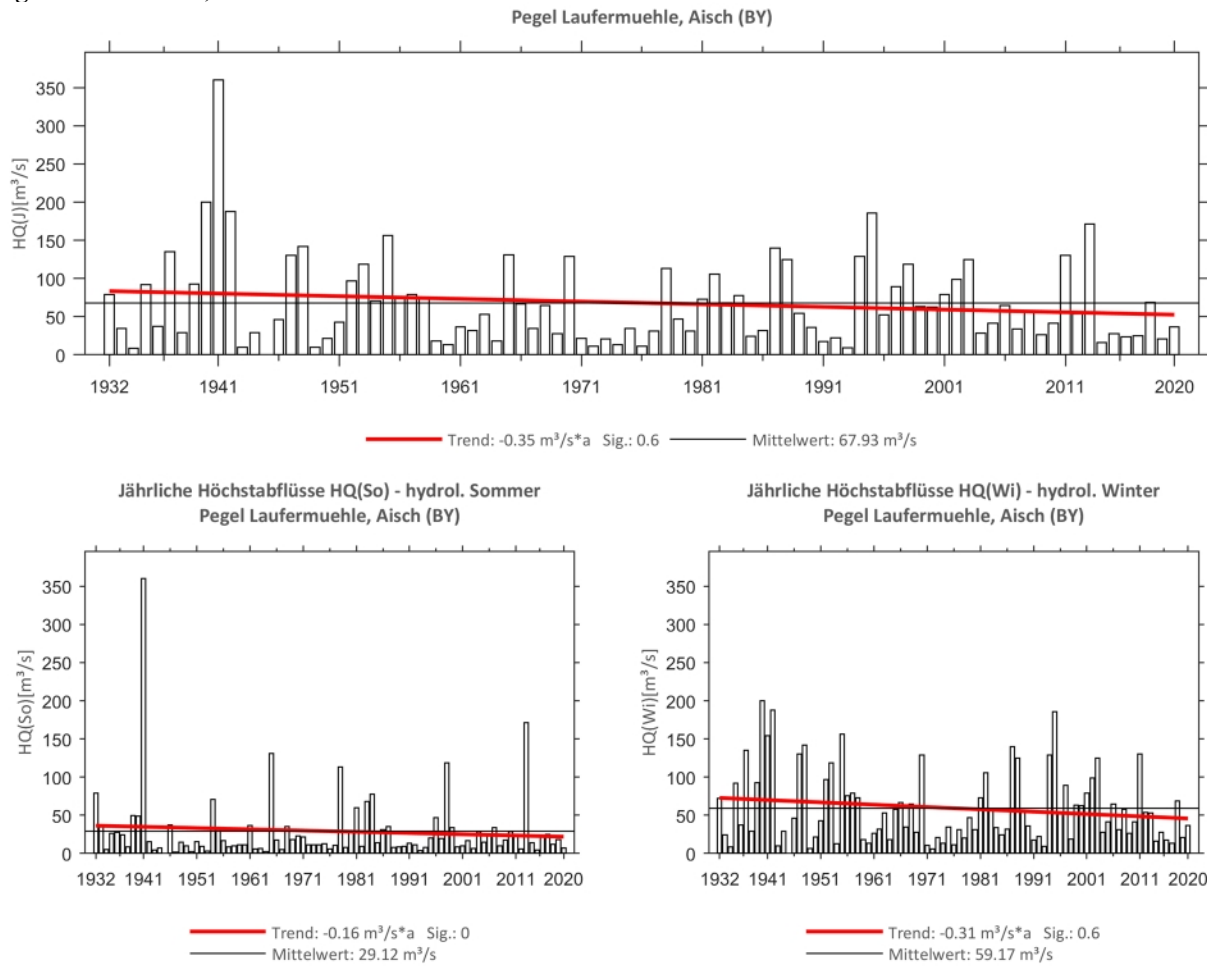 Pegel Laufermuehle, Aisch (BY)
HQ(J)[m³/s]
350
300
250
200
150
100
50
0
1932 1941 1951 1961 1971 1981 1991 2001 2011 2020
Trend: -0.35 m³/s*a Sig.: 0.6 Mittelwert: 67.93 m³/s
Jährliche Höchstabflüsse HQ(So) - hydrol. Sommer
Pegel Laufermuehle, Aisch (BY)
HQ(So)[m³/s]
350
300
250
200
150
100
50
0
1932 1941 1951 1961 1971 1981 1991 2001 2011 2020
Trend: -0.16 m³/s*a Sig.: 0
Mittelwert: 29.12 m³/s
Jährliche Höchstabflüsse HQ(Wi) - hydrol. Winter
Pegel Laufermuehle, Aisch (BY)
HQ(Wi)[m³/s]
350
300
250
200
150
100
50
0
1932 1941 1951 1961 1971 1981 1991 2001 2011 2020
Trend: -0.31 m³/s*a Sig.: 0.6
Mittelwert: 59.17 m³/s